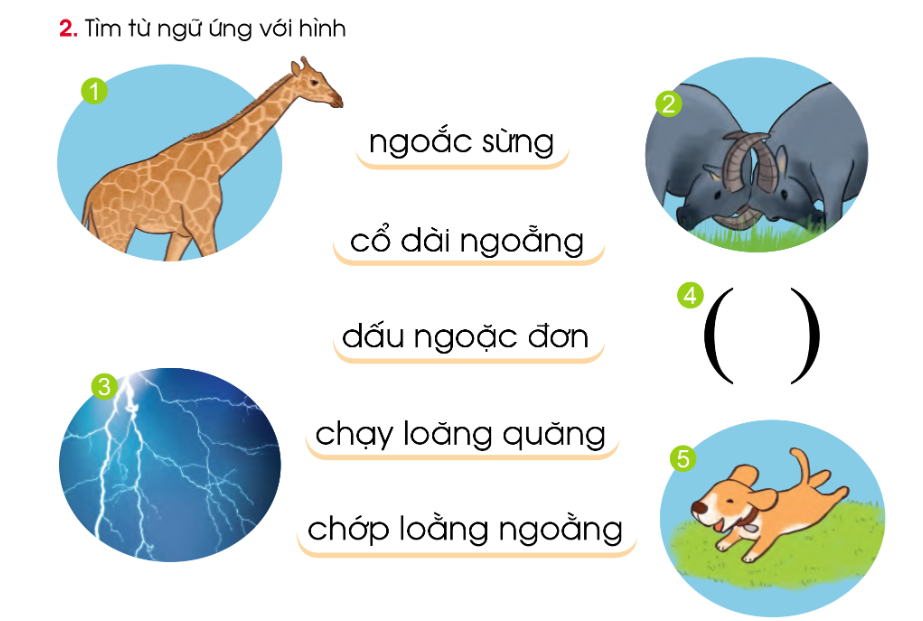 2. Tìm từ ngữ ứng với hình
1
2
ngoắc sừng
cổ dài ngoẵng
4
( )
dấu ngoặc đơn
3
chạy loăng quăng
5
chớp loằng ngoằng